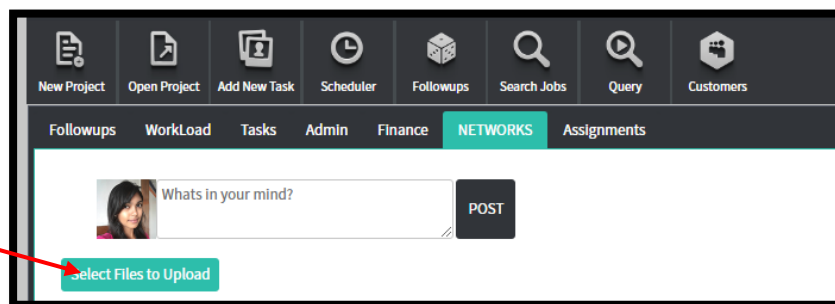 New Project Open Project Add New Task Scheduler Followups Search Jobs Query Customers
Followups WorkLoad Tasks Admin Finance NETWORKS Assignments
Whats in your mind?
POST
Select Files to Upload